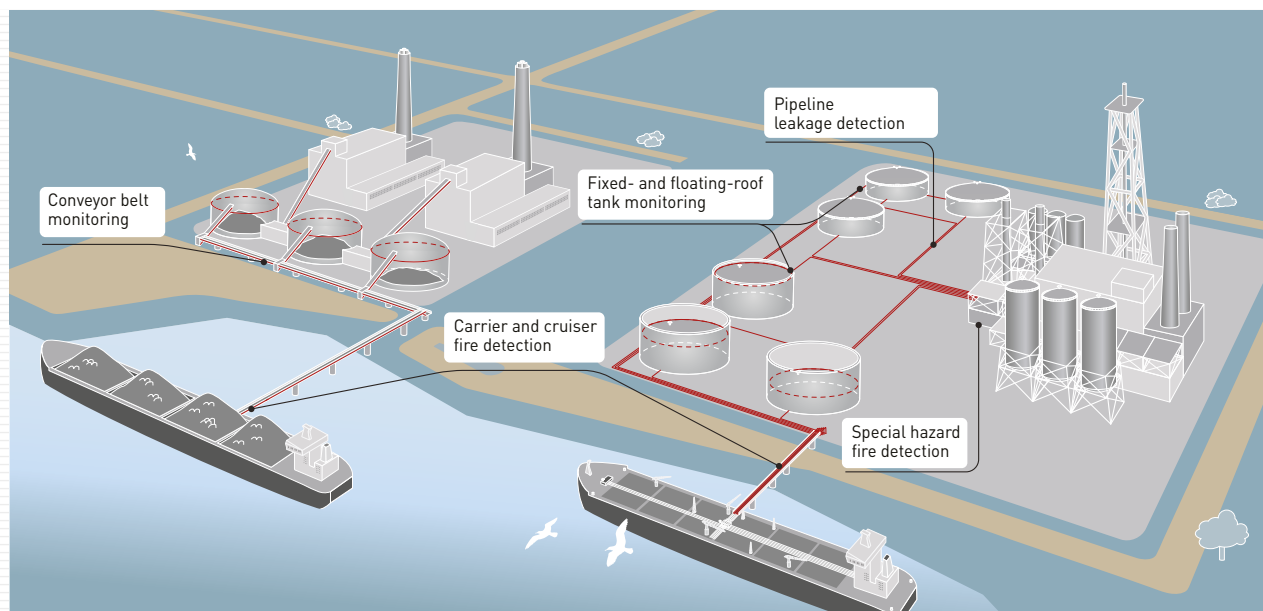 Pipeline
leakage detection
Fixed- and floating-roof
tank monitoring
Conveyor belt
monitoring
Carrier and cruiser
fire detection
Special hazard
fire detection